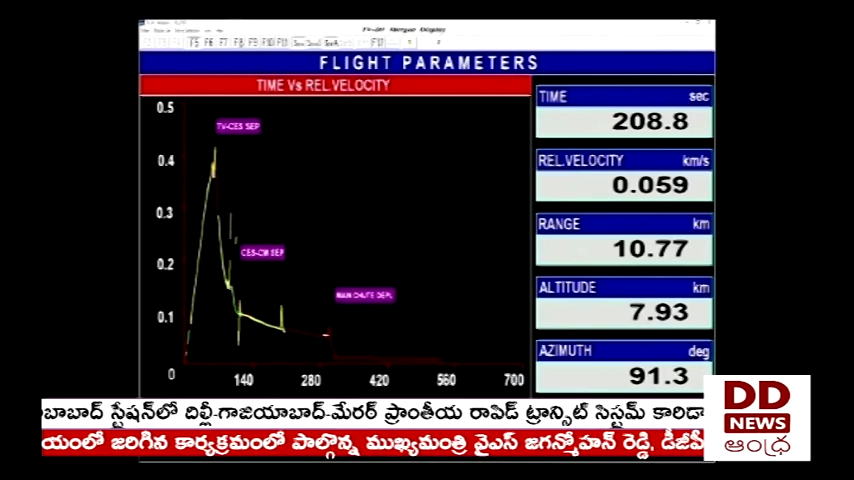 FLIGHT PARAMETERS
TIME Vs REL.VELOCITY
0.5
0.4
0.3
0.2
0.1
0
140
280
420
560
700
TV-CES SEP
CES-CM SEP
MAIN CHUTE DEPL
TIME sec
208.8
REL.VELOCITY km/s
0.059
RANGE km
10.77
ALTITUDE km
7.93
AZIMUTH deg
91.3
బాబాద్ స్టేషన్‌లో దిల్లీ-గాజియాబాద్-మేరఠ్ ప్రాంతీయ రాపిడ్ ట్రాన్సిట్ సిస్టమ్ కారిడా
యంలో జరిగిన కార్యక్రమంలో పాల్గొన్న ముఖ్యమంత్రి వైఎస్ జగన్మోహన్ రెడ్డి, డీజీపీ
DD
NEWS
ఆంధ్ర